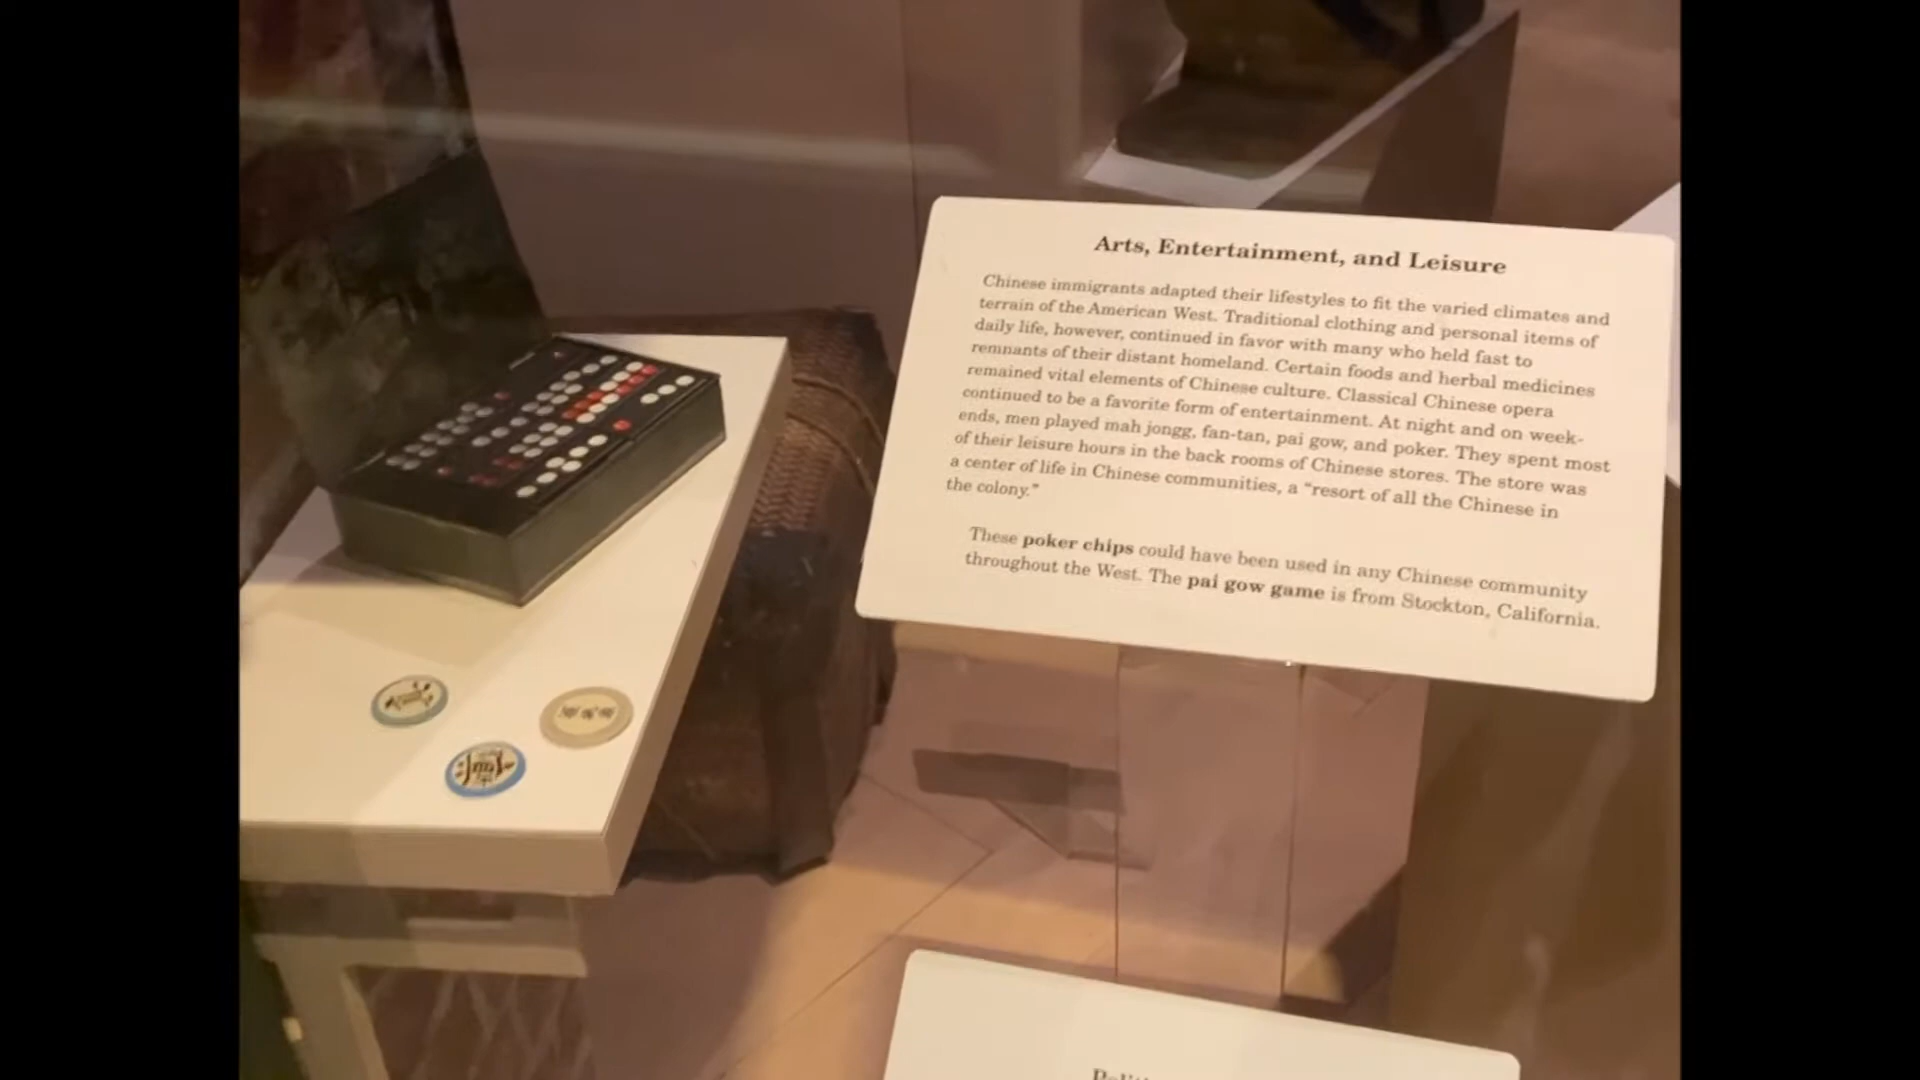 Arts, Entertainment, and Leisure
Chinese immigrants adapted their lifestyles to fit the varied climates and
terrain of the American West. Traditional clothing and personal items of
daily life, however, continued in favor with many who held fast to
remnants of their distant homeland. Certain foods and herbal medicines
remained vital elements of Chinese culture. Classical Chinese opera
continued to be a favorite form of entertainment. At night and on week-
ends, men played mah jongg, fan-tan, pai gow, and poker. They spent most
of their leisure hours in the back rooms of Chinese stores. The store was
a center of life in Chinese communities, a “resort of all the Chinese in
the colony.”
These poker chips could have been used in any Chinese community
throughout the West. The pai gow game is from Stockton, California.